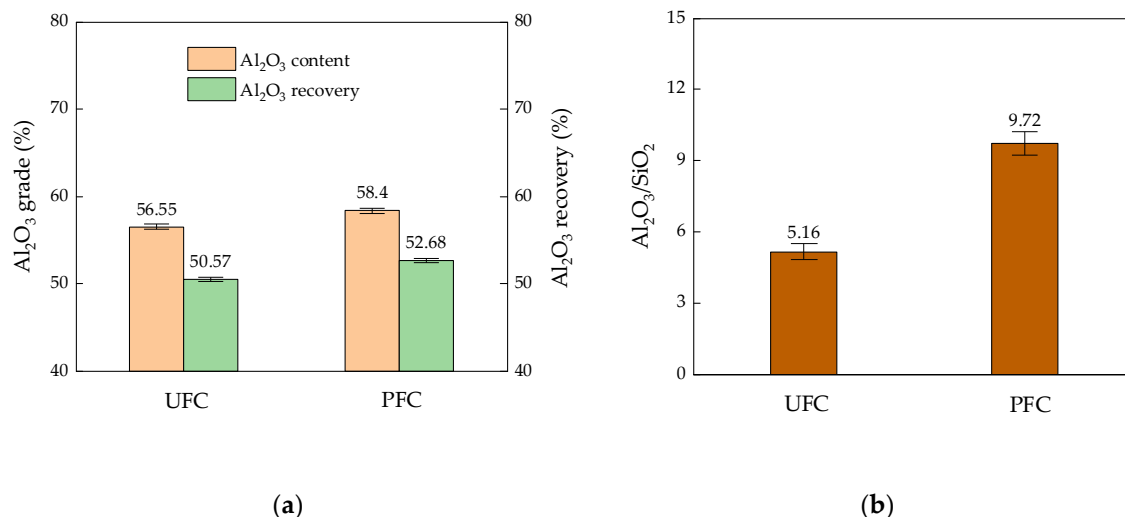 80
70
60
50
40
Al₂O₃ grade (%)
Al₂O₃ content
Al₂O₃ recovery
56.55
50.57
58.4
52.68
UFC
PFC
80
70
60
50
40
Al₂O₃ recovery (%)
(a)
15
12
9
6
3
0
Al₂O₃/SiO₂
5.16
9.72
UFC
PFC
(b)